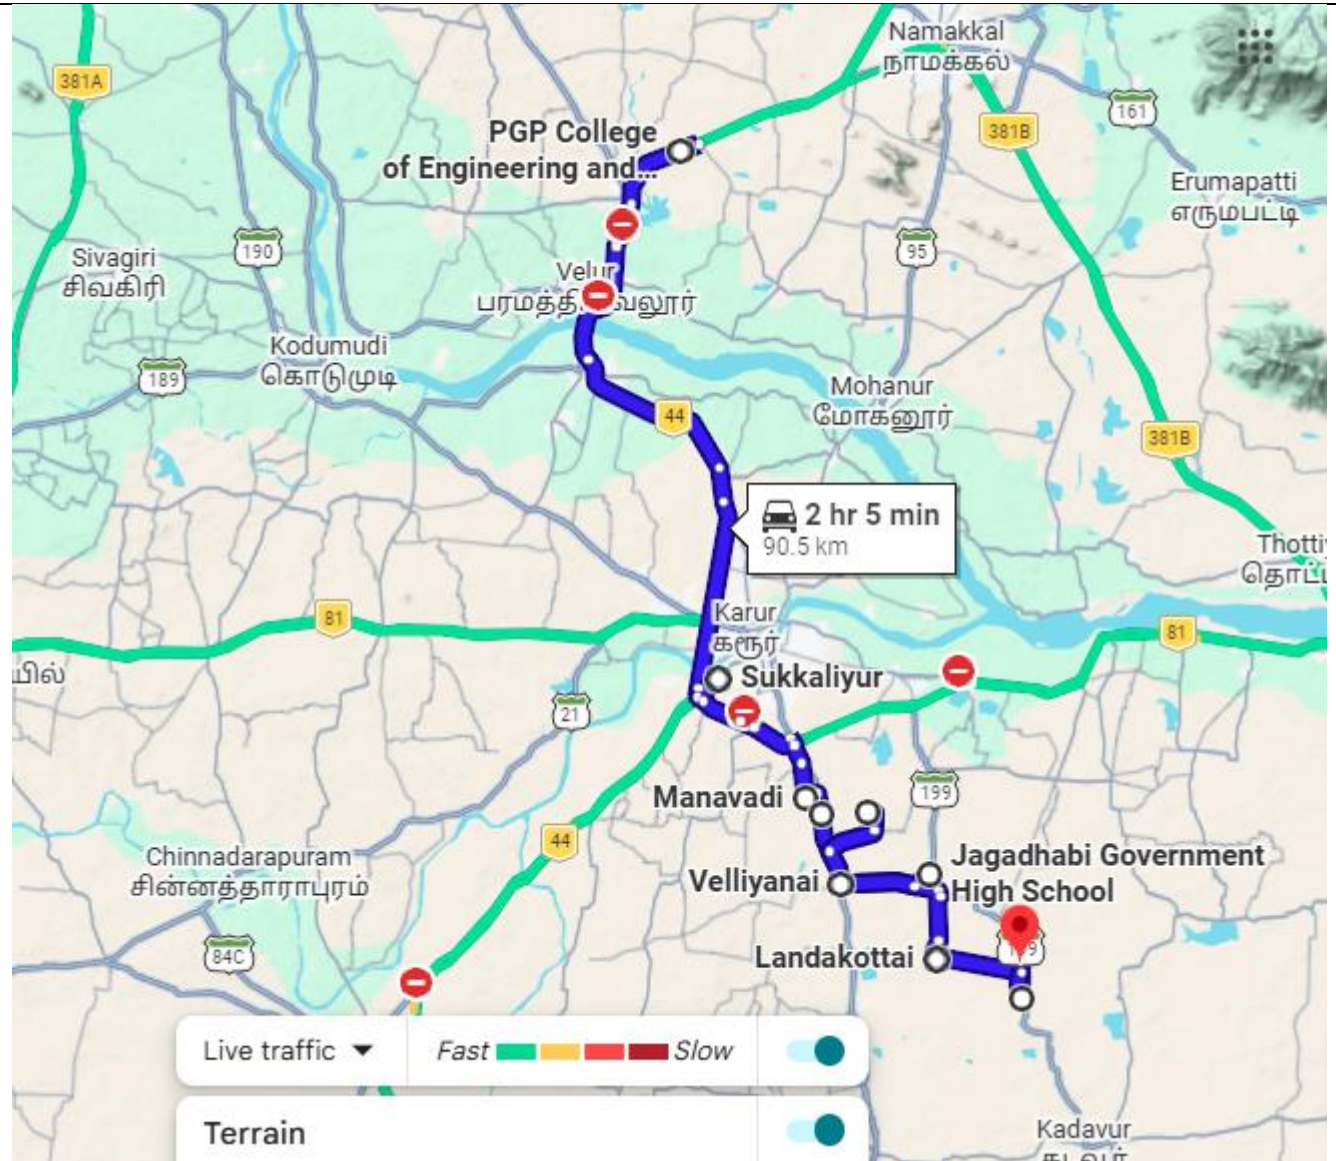 Namakkal
நாமக்கல்
381A
161
PGP College
of Engineering and...
381B
Erumapatti
எருமபட்டி
190
95
Sivagiri
சிவகிரி
Velur
Kodumudi
கொடுமுடி
189
Mohanur
மோகனூர்
44
381B
2 hr 5 min
90.5 km
Karur
கரூர்
81
81
Sukkaliyur
21
Manavadi
199
44
Chinnadarapuram
சின்னத்தாராபுரம்
Jagadhabi Government
High School
Velliyanai
84C
Landakottai
Live traffic
Fast
Slow
Terrain
Kadavur